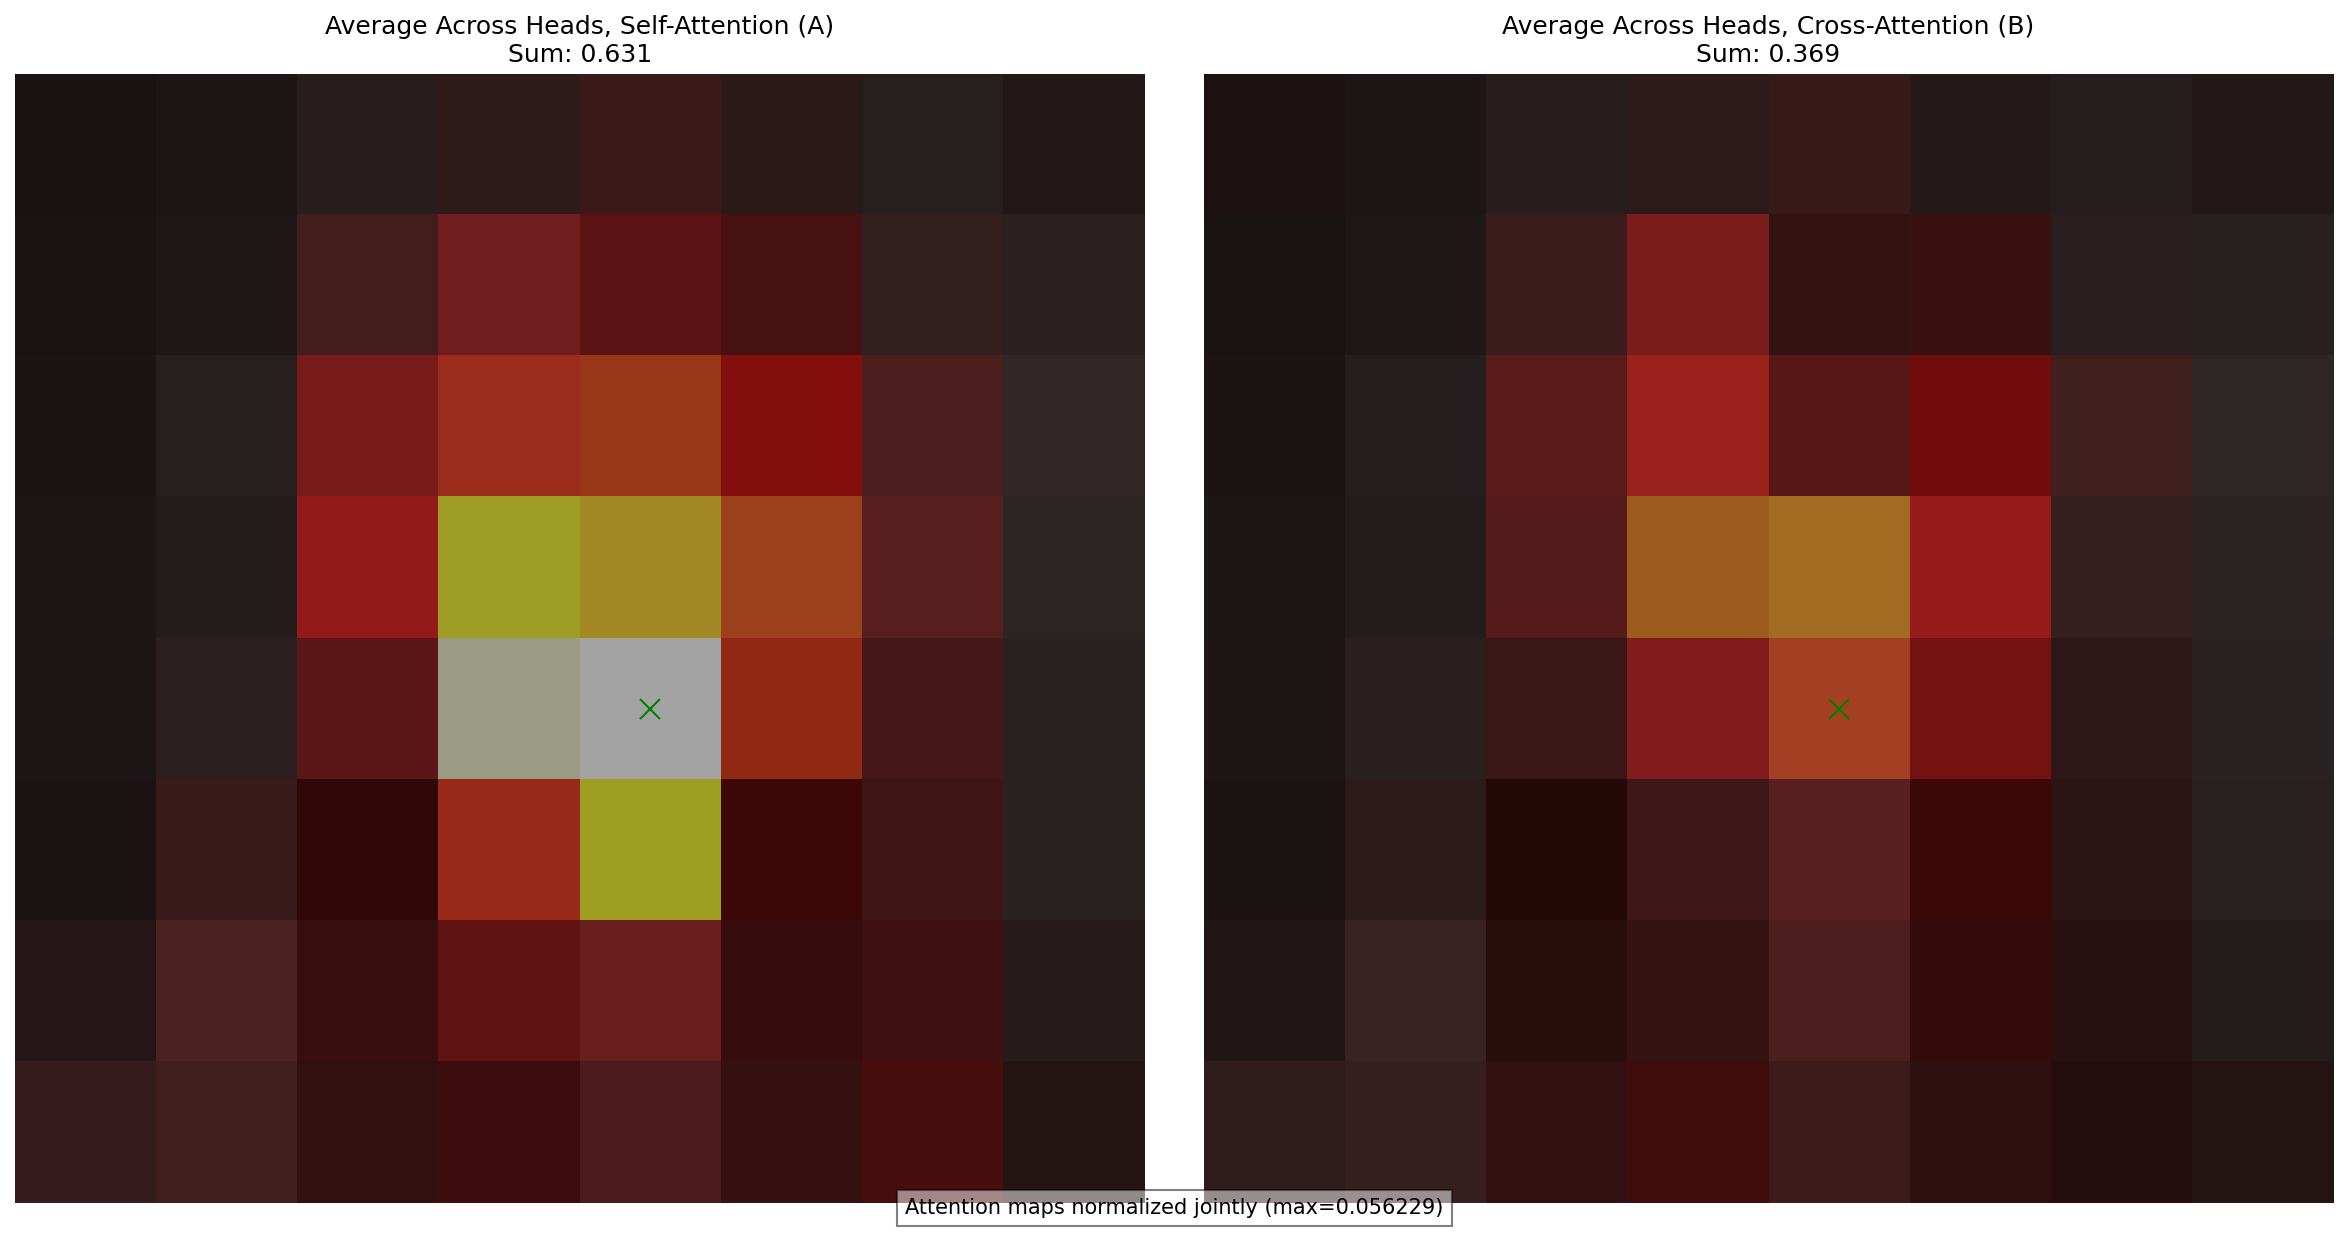 Average Across Heads, Self-Attention (A)
Sum: 0.631
Average Across Heads, Cross-Attention (B)
Sum: 0.369
Attention maps normalized jointly (max=0.056229)